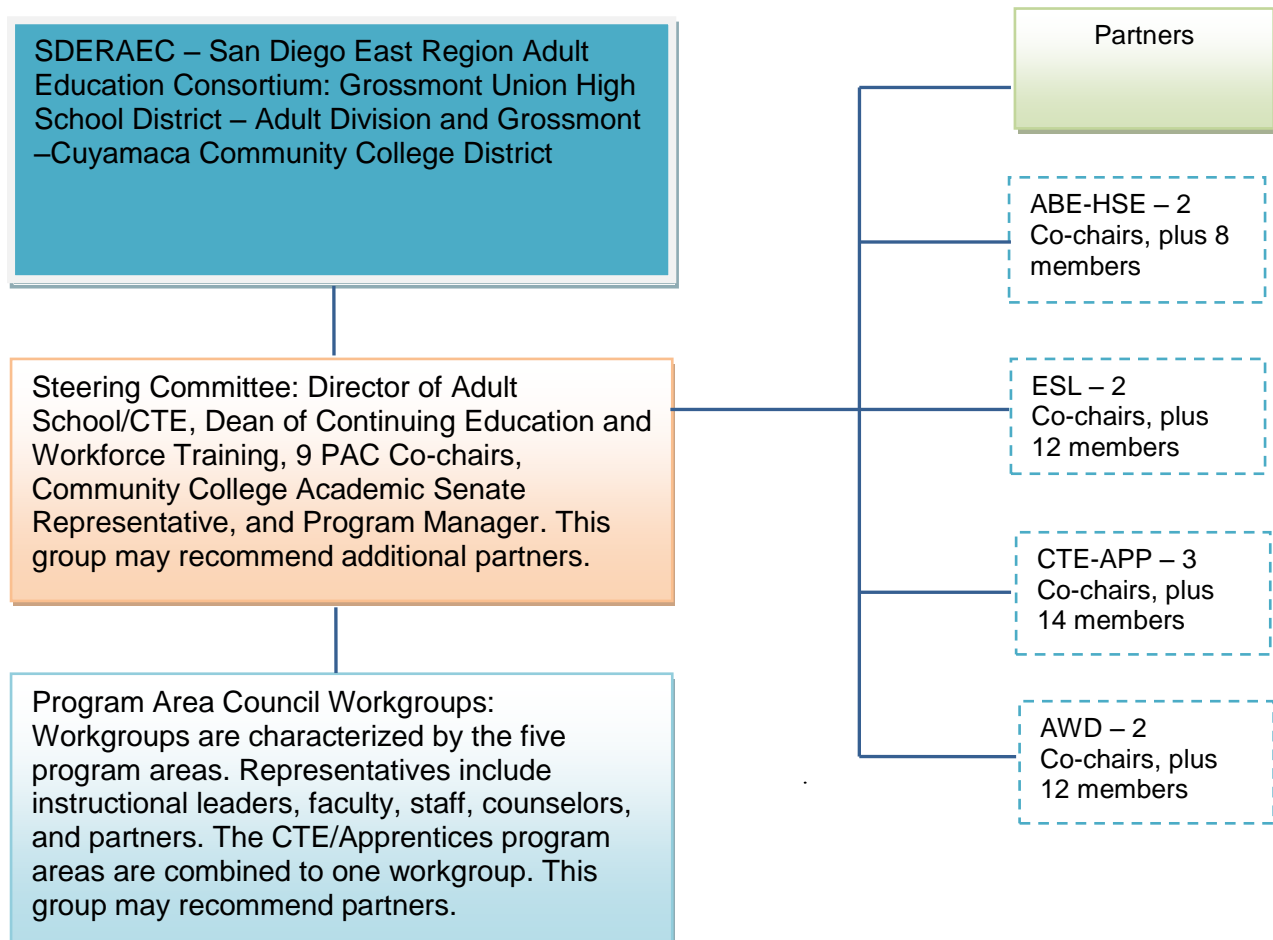 SDERAEC – San Diego East Region Adult
Education Consortium: Grossmont Union High
School District – Adult Division and Grossmont
–Cuyamaca Community College District
Steering Committee: Director of Adult
School/CTE, Dean of Continuing Education and
Workforce Training, 9 PAC Co-chairs,
Community College Academic Senate
Representative, and Program Manager. This
group may recommend additional partners.
Program Area Council Workgroups:
Workgroups are characterized by the five
program areas. Representatives include
instructional leaders, faculty, staff, counselors,
and partners. The CTE/Apprentices program
areas are combined to one workgroup. This
group may recommend partners.
Partners
ABE-HSE – 2
Co-chairs, plus 8
members
ESL – 2
Co-chairs, plus
12 members
CTE-APP – 3
Co-chairs, plus
14 members
AWD – 2
Co-chairs, plus
12 members
.